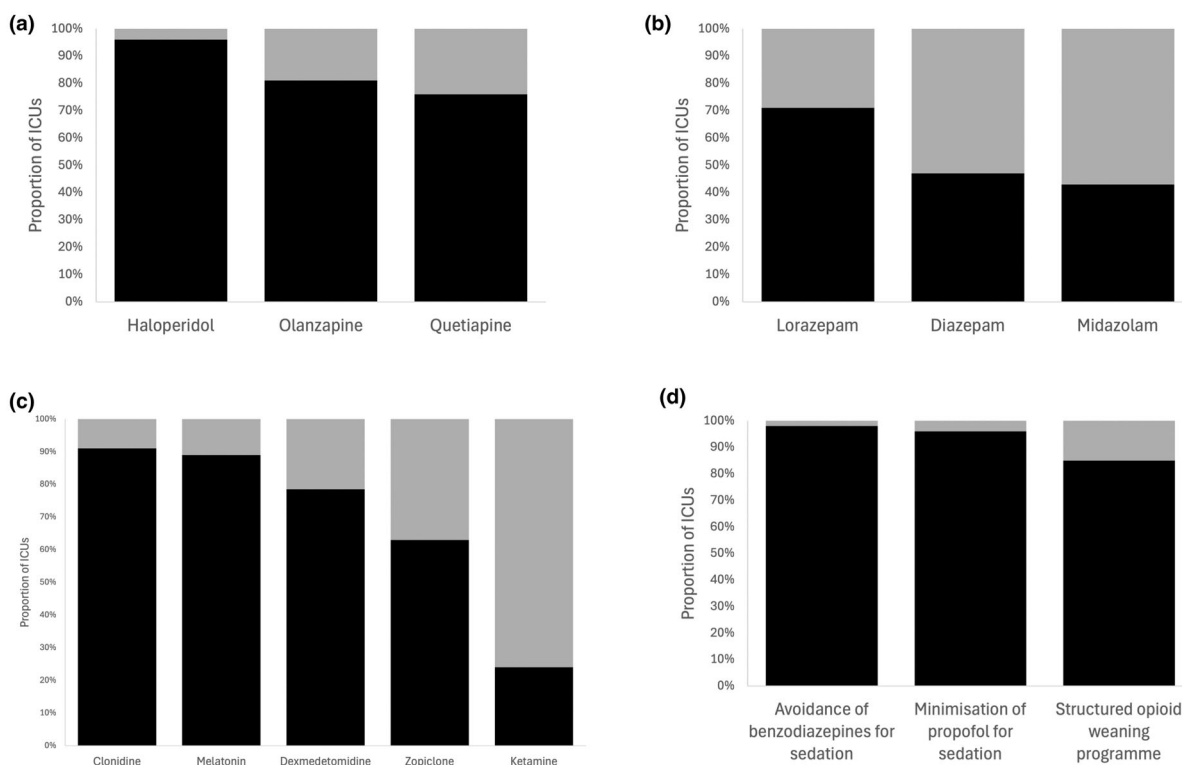 (a)
100%
90%
80%
70%
60%
50%
40%
30%
20%
10%
0%
Proportion of ICUs
Haloperidol Olanzapine Quetiapine
(b)
100%
90%
80%
70%
60%
50%
40%
30%
20%
10%
0%
Proportion of ICUs
Lorazepam Diazepam Midazolam
(c)
100%
90%
80%
70%
60%
50%
40%
30%
20%
10%
0%
Proportion of ICUs
Clonidine Melatonin Dexmedetomidine Zopiclone Ketamine
(d)
100%
90%
80%
70%
60%
50%
40%
30%
20%
10%
0%
Proportion of ICUs
Avoidance of
benzodiazepines for
sedation
Minimisation of
propofol for
sedation
Structured opioid
weaning
programme